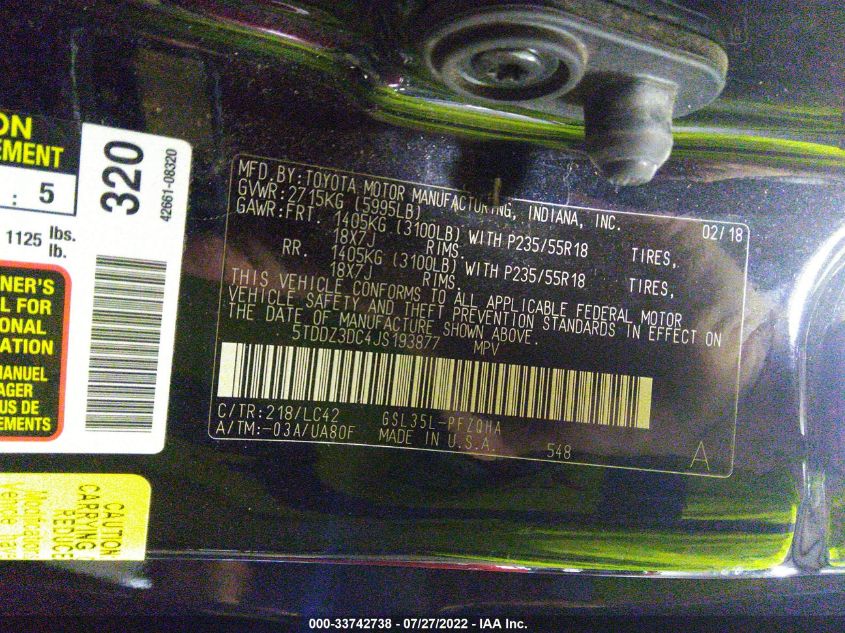 ON
EMENT
: 5
1125 lbs.
lb.
NER'S
L FOR
IONAL
ATION
MANUEL
AGER
US DE
EMENTS
320
42661-08320
MFD.BY:TOYOTA MOTOR MANUFACTURING, INDIANA, INC. 02/18
GVWR:2715KG (5995LB)
GAWR:FRT. 1405KG (3100LB) WITH P235/55R18 TIRES,
18X7J RIMS.
RR. 1405KG (3100LB) WITH P235/55R18 TIRES,
18X7J RIMS.
THIS VEHICLE CONFORMS TO ALL APPLICABLE FEDERAL MOTOR
VEHICLE SAFETY AND THEFT PREVENTION STANDARDS IN EFFECT ON
THE DATE OF MANUFACTURE SHOWN ABOVE.
5TDDZ3DC4JS193877 MPV
C/TR:218/LC42 GSL35L-PFZQHA
A/TM:-03A/UA80F MADE IN U.S.A. 548 A
CAUTION
CARRYING
REDUCE
Modification
000-33742738 - 07/27/2022 - IAA Inc.